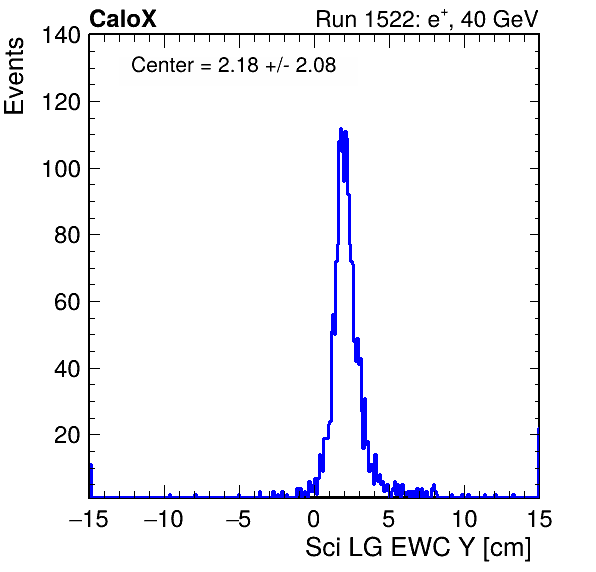 CaloX Run 1522: e⁺, 40 GeV
Events
Center = 2.18 +/- 2.08
140
120
100
80
60
40
20
−15 −10 −5 0 5 10 15
Sci LG EWC Y [cm]